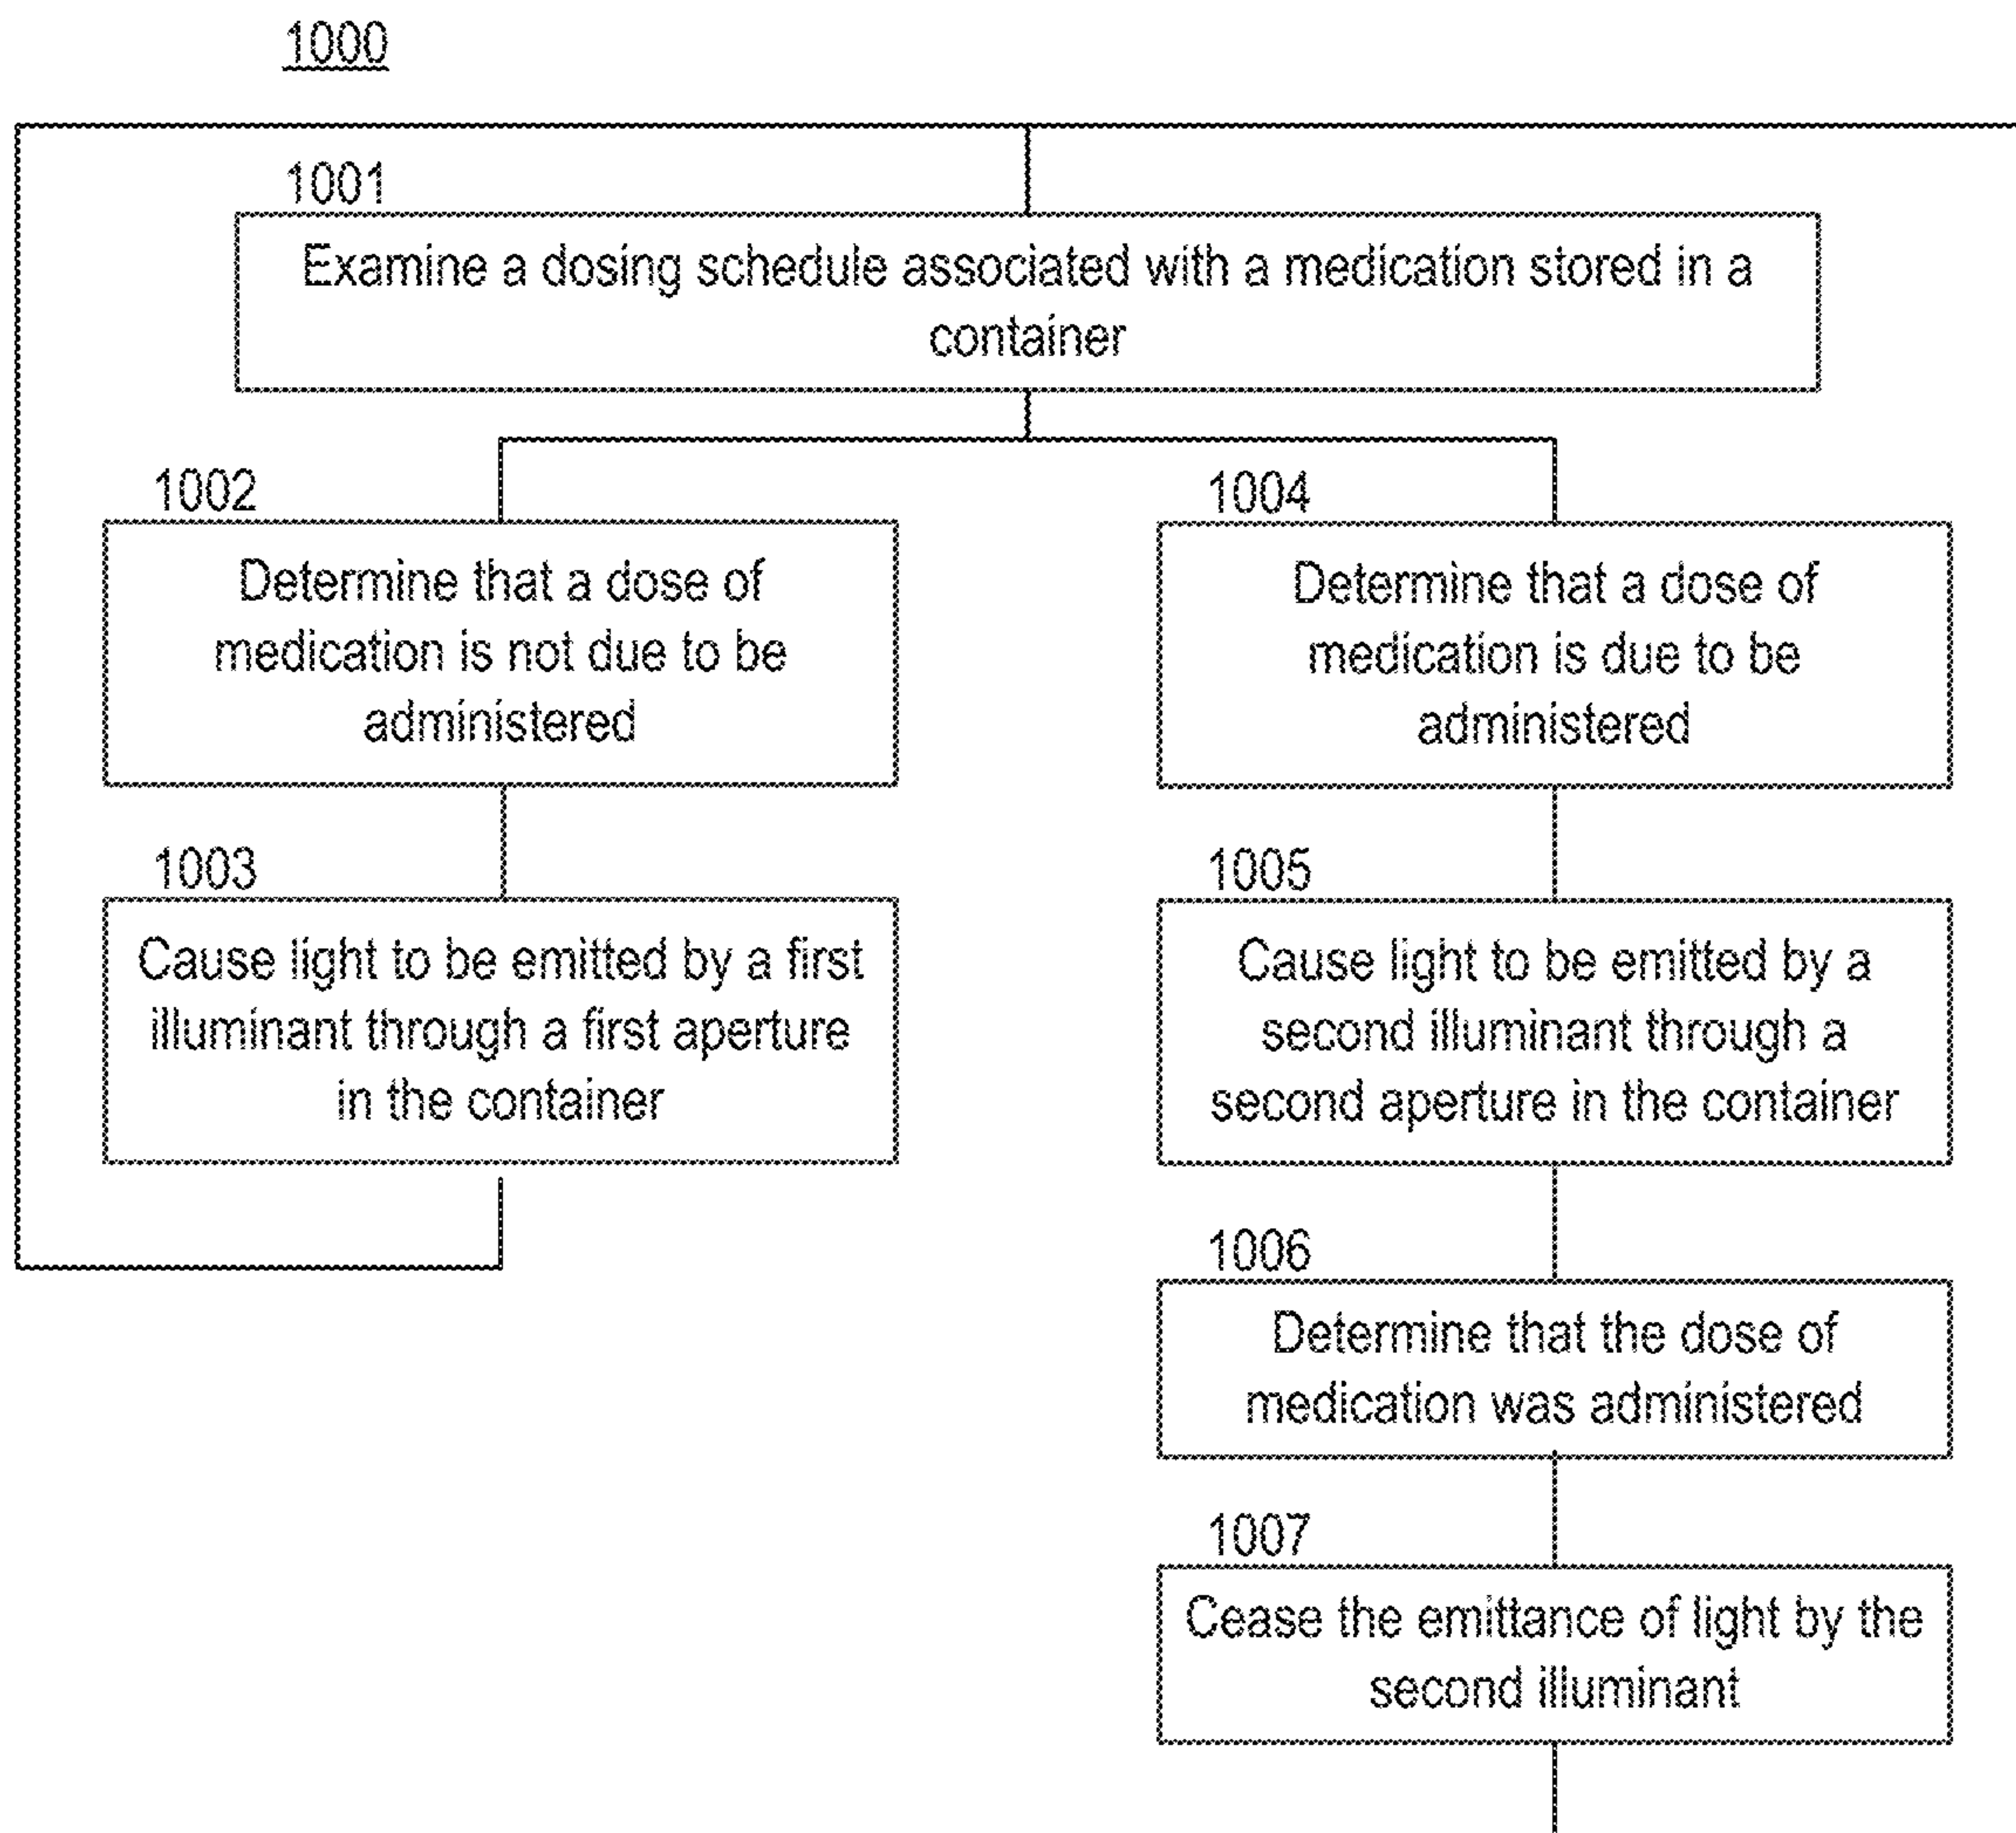 1000
1001
Examine a dosing schedule associated with a medication stored in a
container
1002
Determine that a dose of
medication is not due to be
administered
1003
Cause light to be emitted by a first
illuminant through a first aperture
in the container
1004
Determine that a dose of
medication is due to be
administered
1005
Cause light to be emitted by a
second illuminant through a
second aperture in the container
1006
Determine that the dose of
medication was administered
1007
Cease the emittance of light by the
second illuminant